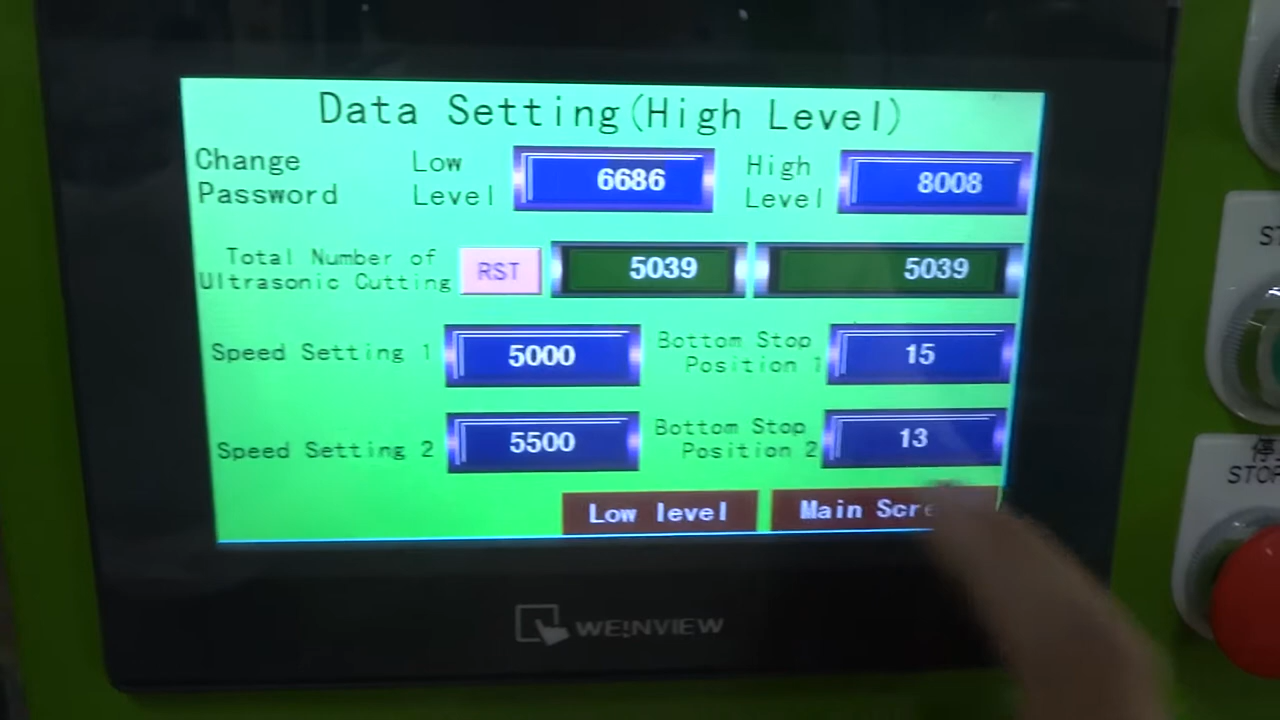 Data Setting(High Level)
Change Password
Low Level
6686
High Level
8008
Total Number of
Ultrasonic Cutting
RST
5039
5039
Speed Setting 1
5000
Bottom Stop
Position 1
15
Speed Setting 2
5500
Bottom Stop
Position 2
13
Low level
Main
WEINVIEW